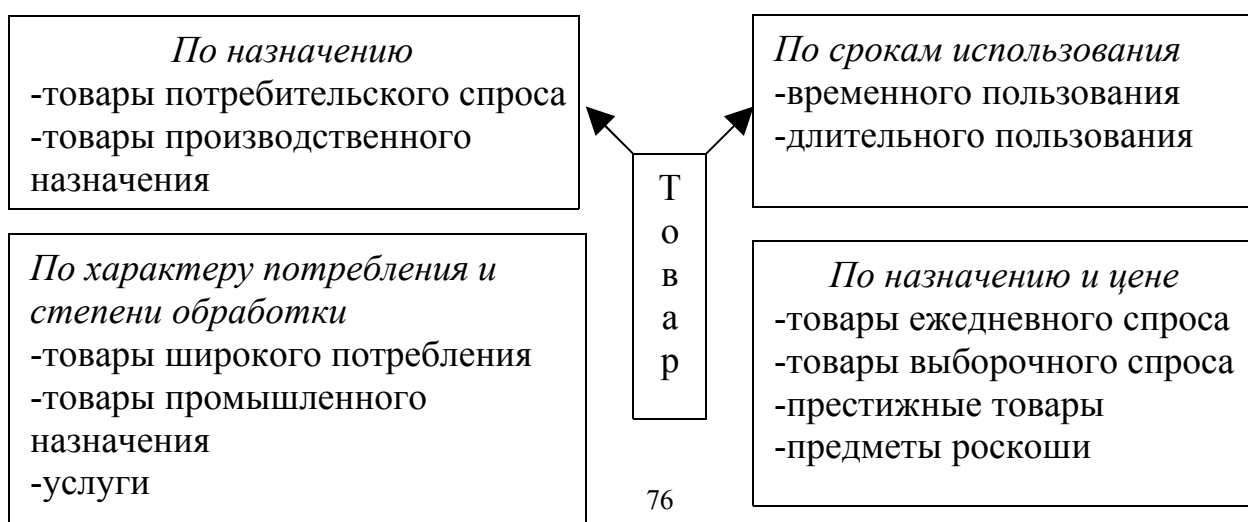 По назначению
-товары потребительского спроса
-товары производственного
назначения
По срокам использования
-временного пользования
-длительного пользования
Т
о
в
а
р
По характеру потребления и
степени обработки
-товары широкого потребления
-товары промышленного
назначения
-услуги
По назначению и цене
-товары ежедневного спроса
-товары выборочного спроса
-престижные товары
-предметы роскоши
76